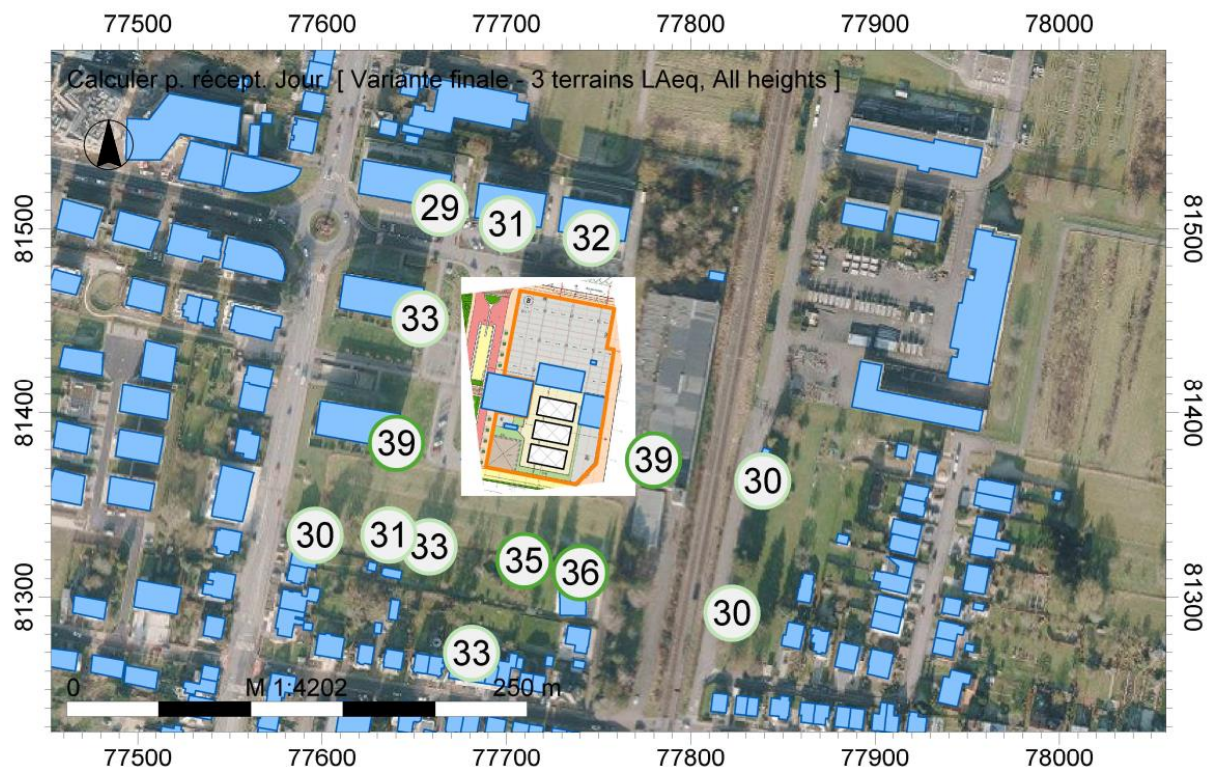 77500 77600 77700 77800 77900 78000
Calculer p. récept. Jour [ Variante finale - 3 terrains LAeq, All heights ]
81500 81500
29 31 32
33
81400 81400
39 39 30
30 31 33 35 36
81300 81300
30
33
0 M 1:4202 250 m
77500 77600 77700 77800 77900 78000